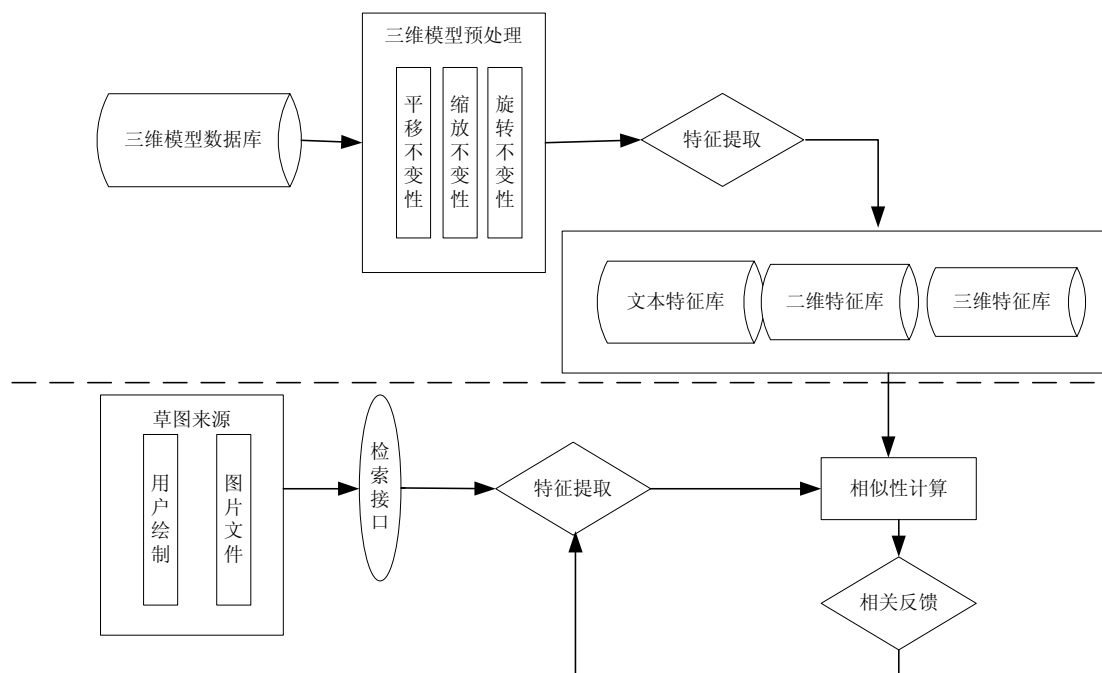 三维模型预处理
三维模型数据库
平移不变性
缩放不变性
旋转不变性
特征提取
文本特征库
二维特征库
三维特征库
草图来源
用户绘制
图片文件
检索接口
特征提取
相似性计算
相关反馈